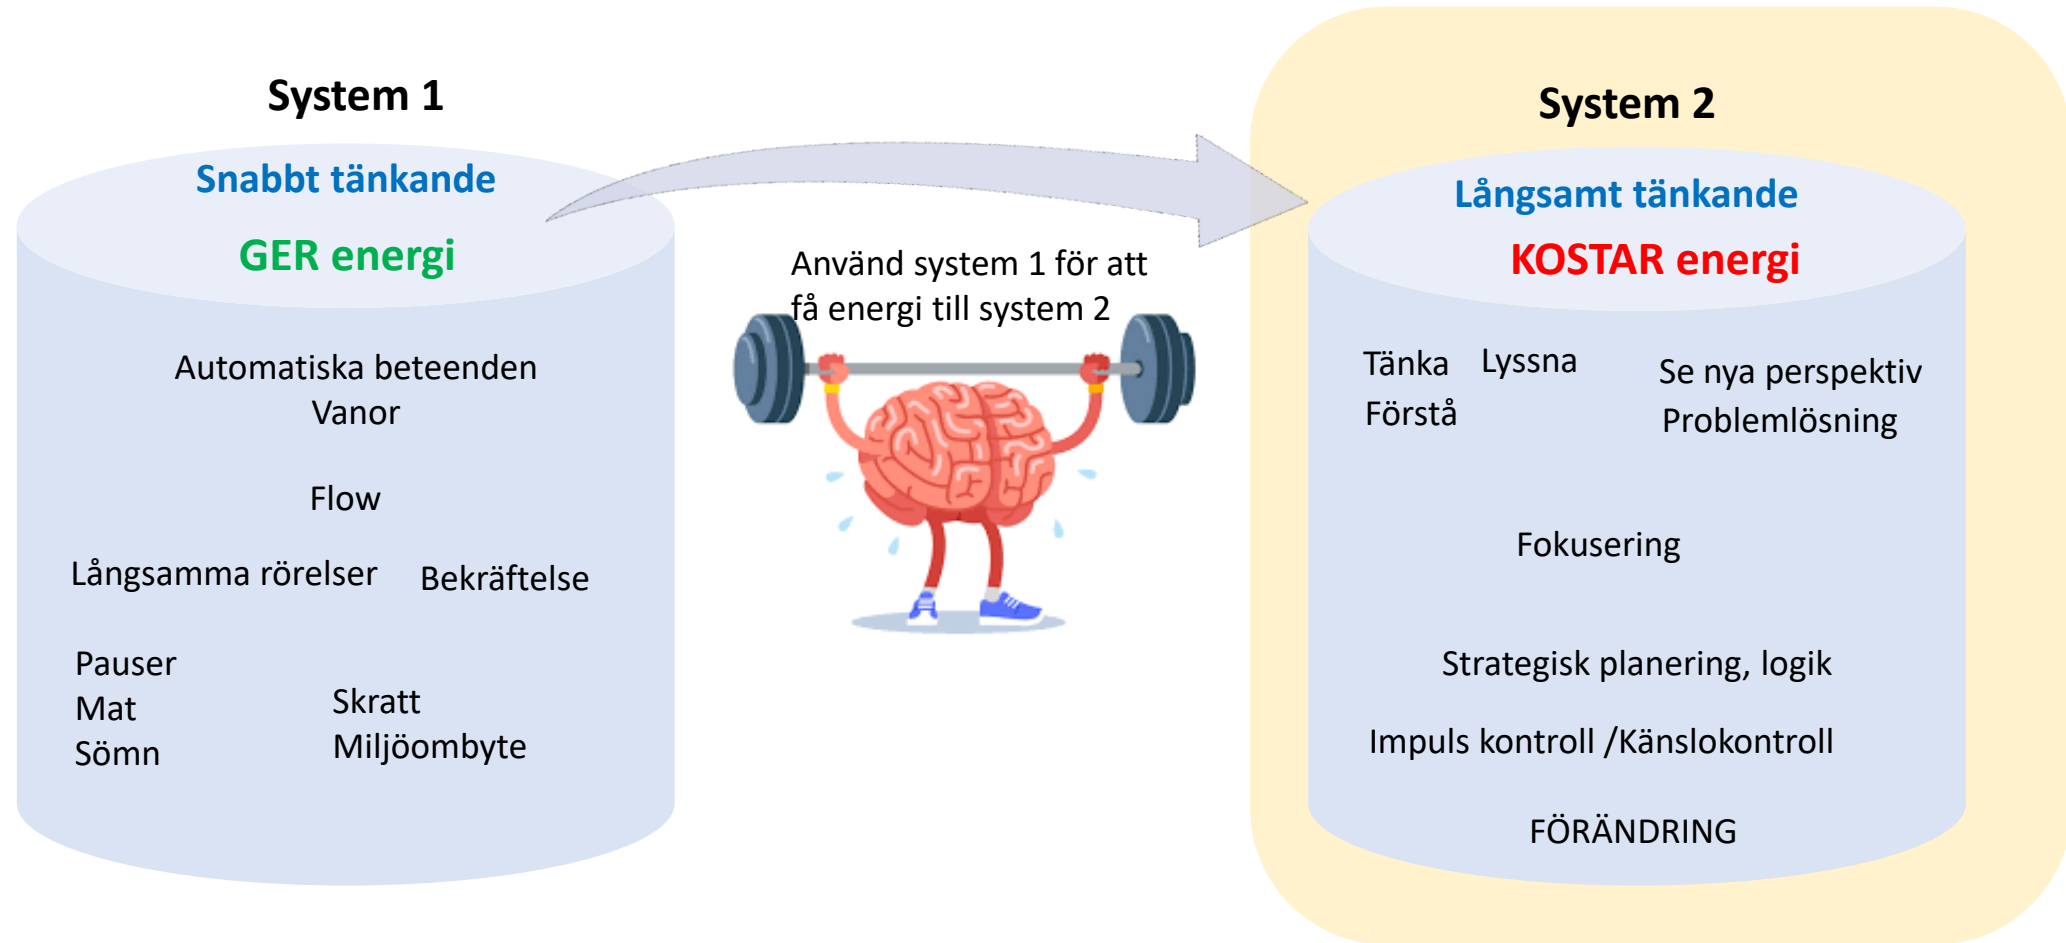 System 1
Snabbt tänkande
GER energi
Automatiska beteenden
Vanor
Flow
Långsamma rörelser
Bekräftelse
Pauser
Mat
Sömn
Skratt
Miljöombyte
Använd system 1 för att
få energi till system 2
System 2
Långsamt tänkande
KOSTAR energi
Tänka
Förstå
Lyssna
Se nya perspektiv
Problemlösning
Fokusering
Strategisk planering, logik
Impuls kontroll /Känslokontroll
FÖRÄNDRING